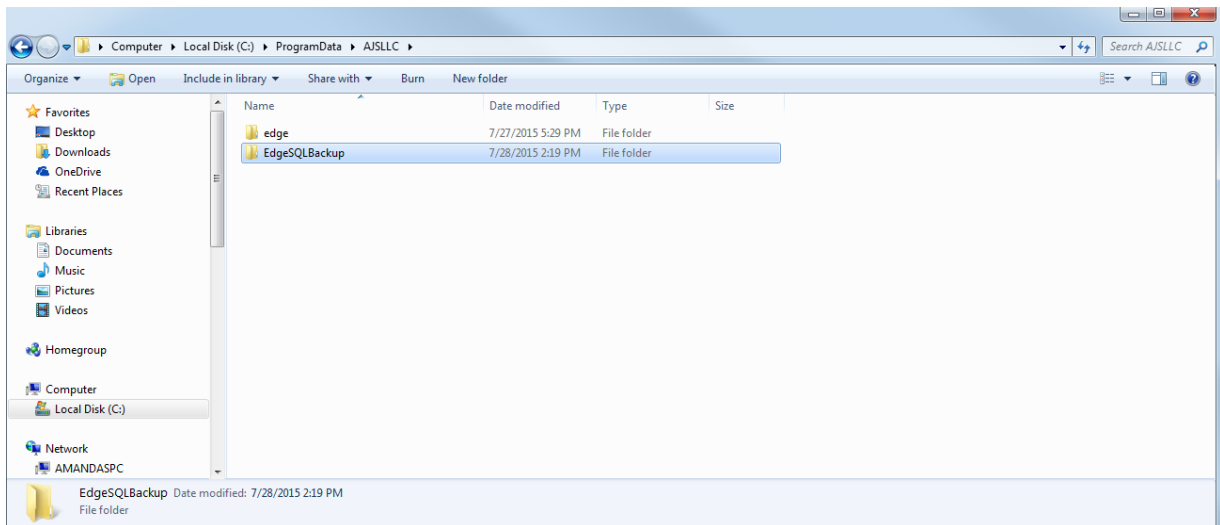 Computer Local Disk (C:) ProgramData AJSLLC Search AJSLLC
Organize Open Include in library Share with Burn New folder
Favorites
Desktop
Downloads
OneDrive
Recent Places
Libraries
Documents
Music
Pictures
Videos
Homegroup
Computer
Local Disk (C:)
Network
AMANDASPC
Name Date modified Type Size
edge 7/27/2015 5:29 PM File folder
EdgeSQLBackup 7/28/2015 2:19 PM File folder
EdgeSQLBackup Date modified: 7/28/2015 2:19 PM
File folder